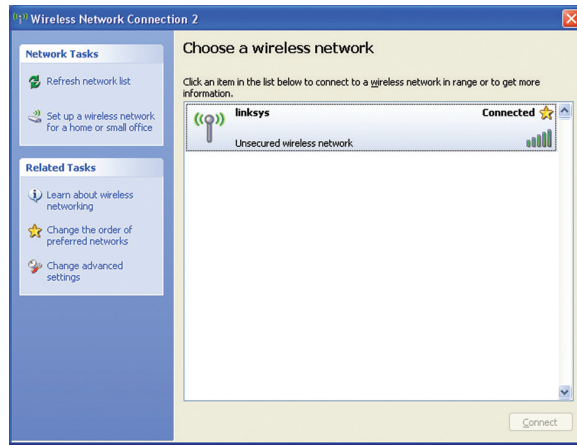 Wireless Network Connection 2
Network Tasks
Refresh network list
Set up a wireless network
for a home or small office
Related Tasks
Learn about wireless
networking
Change the order of
preferred networks
Change advanced
settings
Choose a wireless network
Click an item in the list below to connect to a wireless network in range or to get more
information.
linksys Connected
Unsecured wireless network
Connect